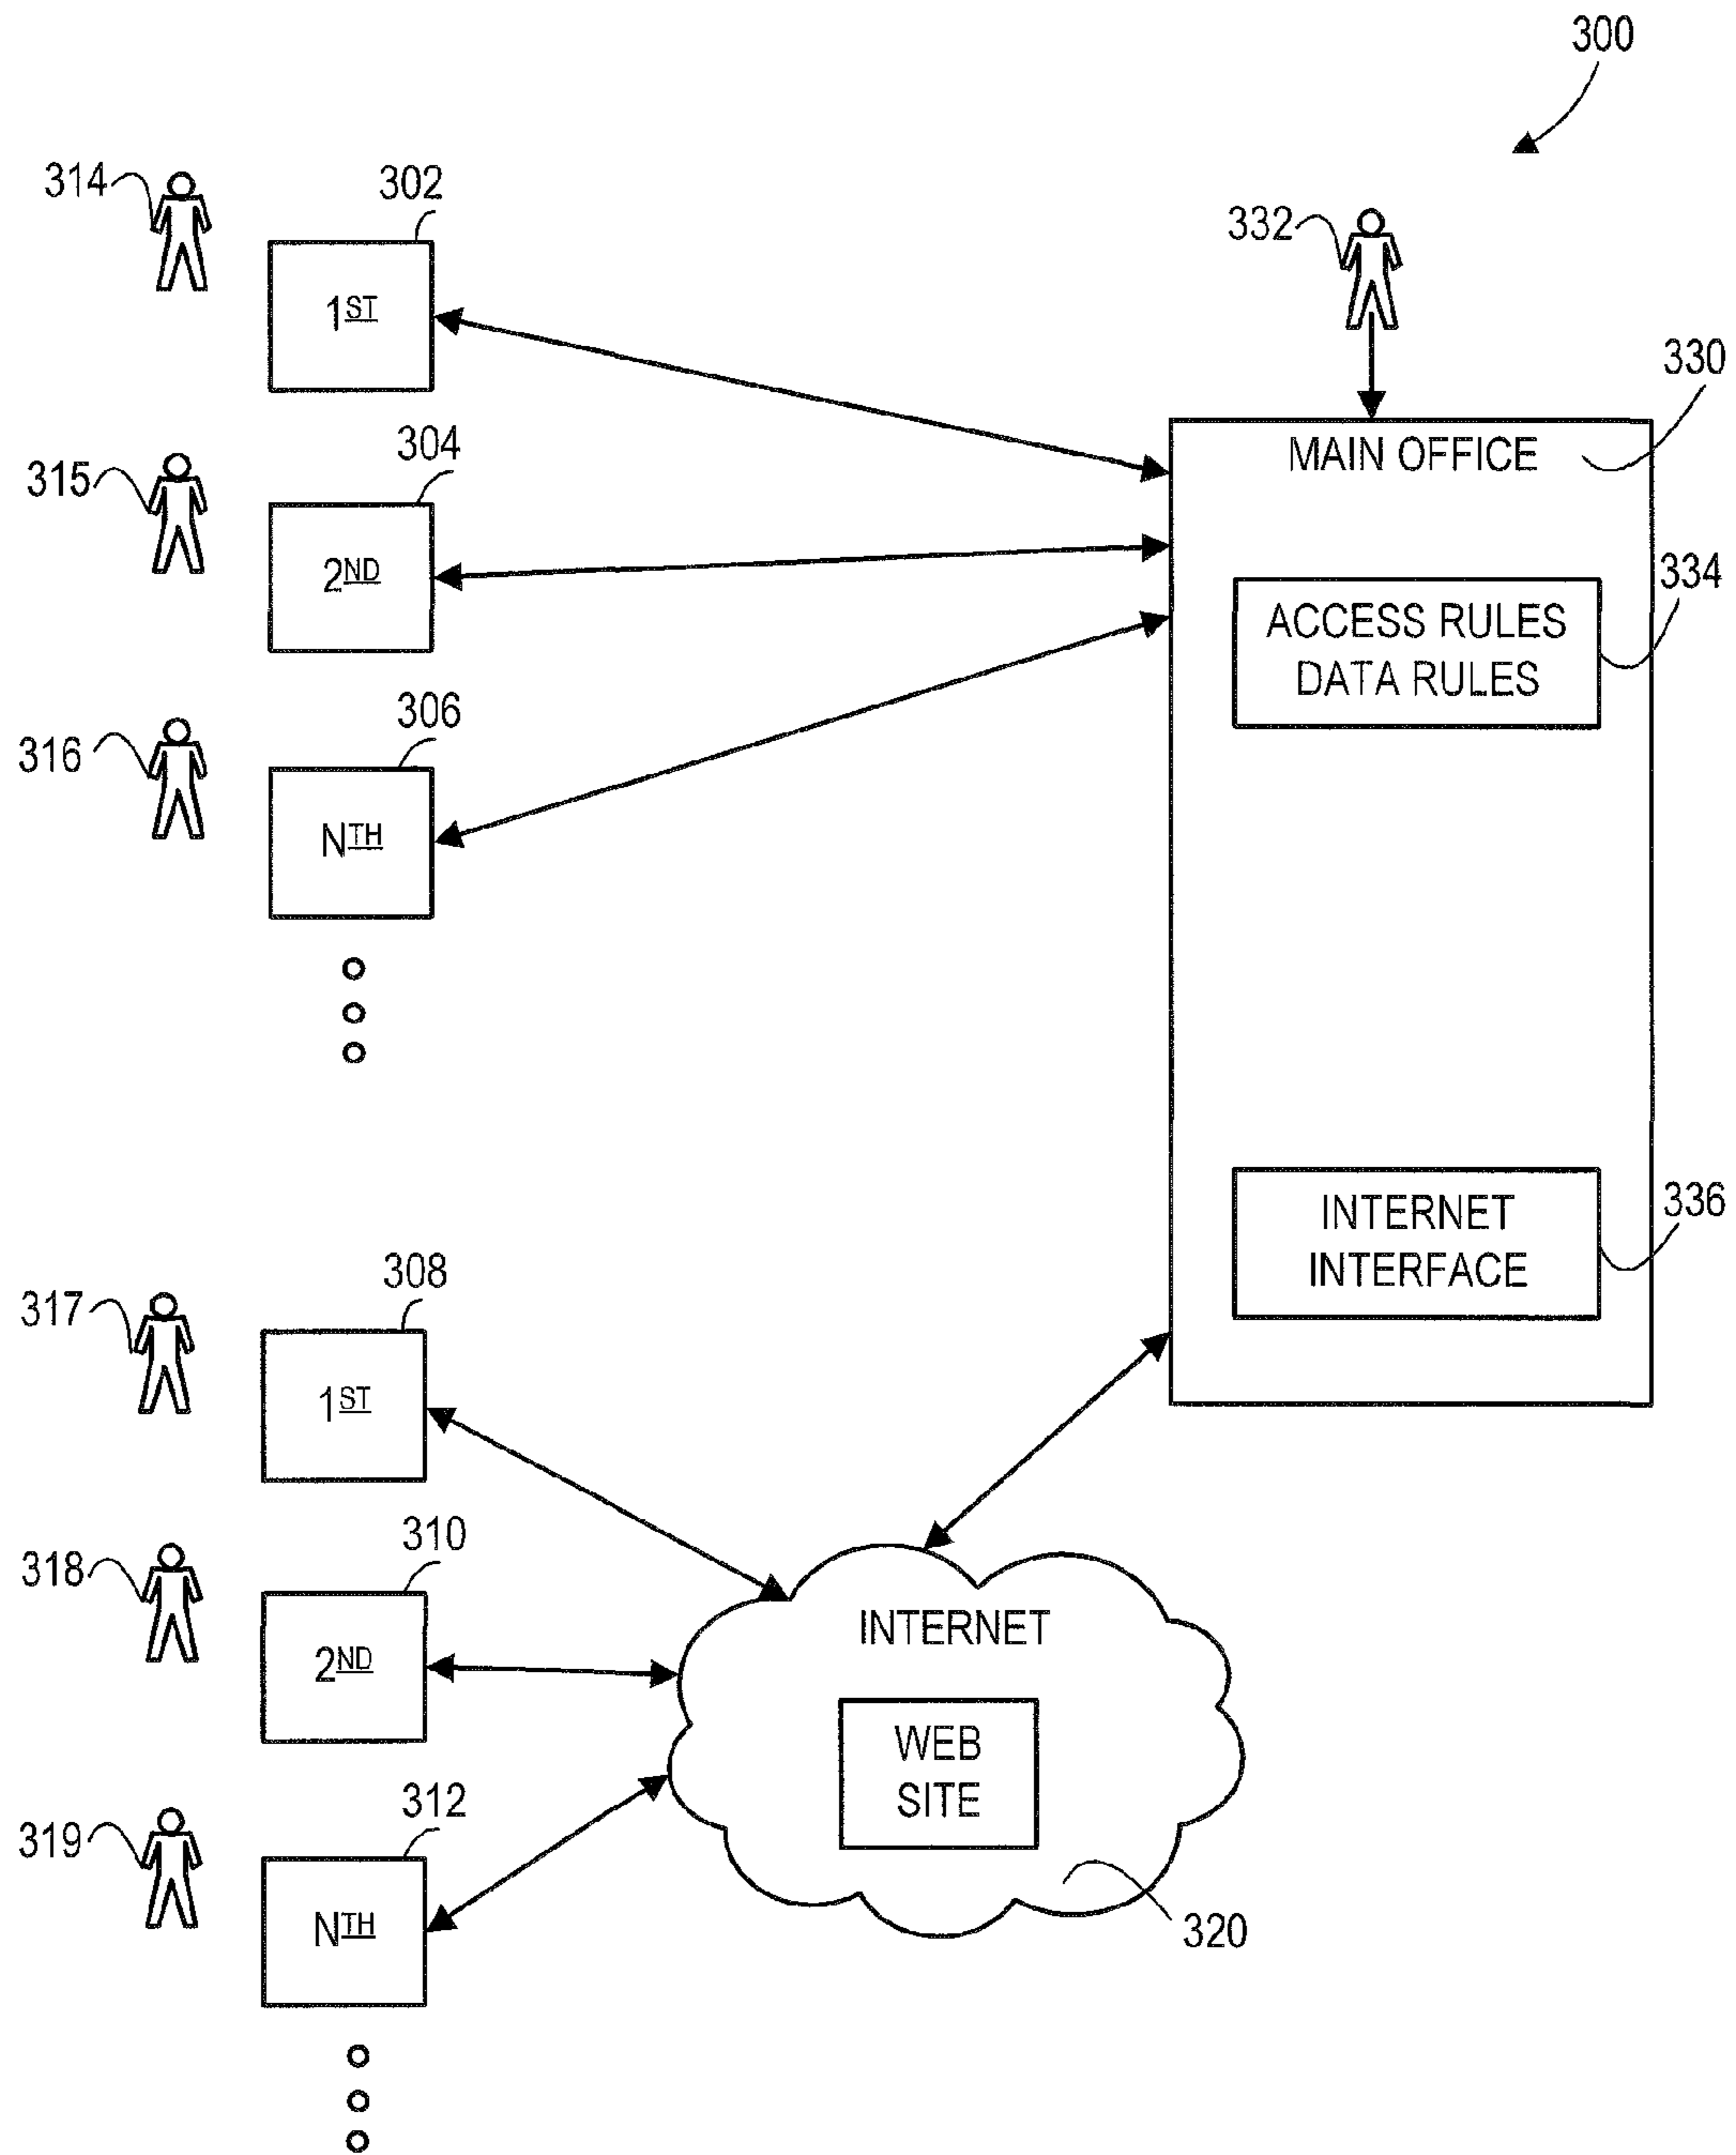 300
314
302
332
1ST
330
MAIN OFFICE
304
315
334
2ND
ACCESS RULES
DATA RULES
306
316
NTH
336
INTERNET
INTERFACE
308
317
1ST
310
318
INTERNET
2ND
WEB
SITE
312
319
NTH
320